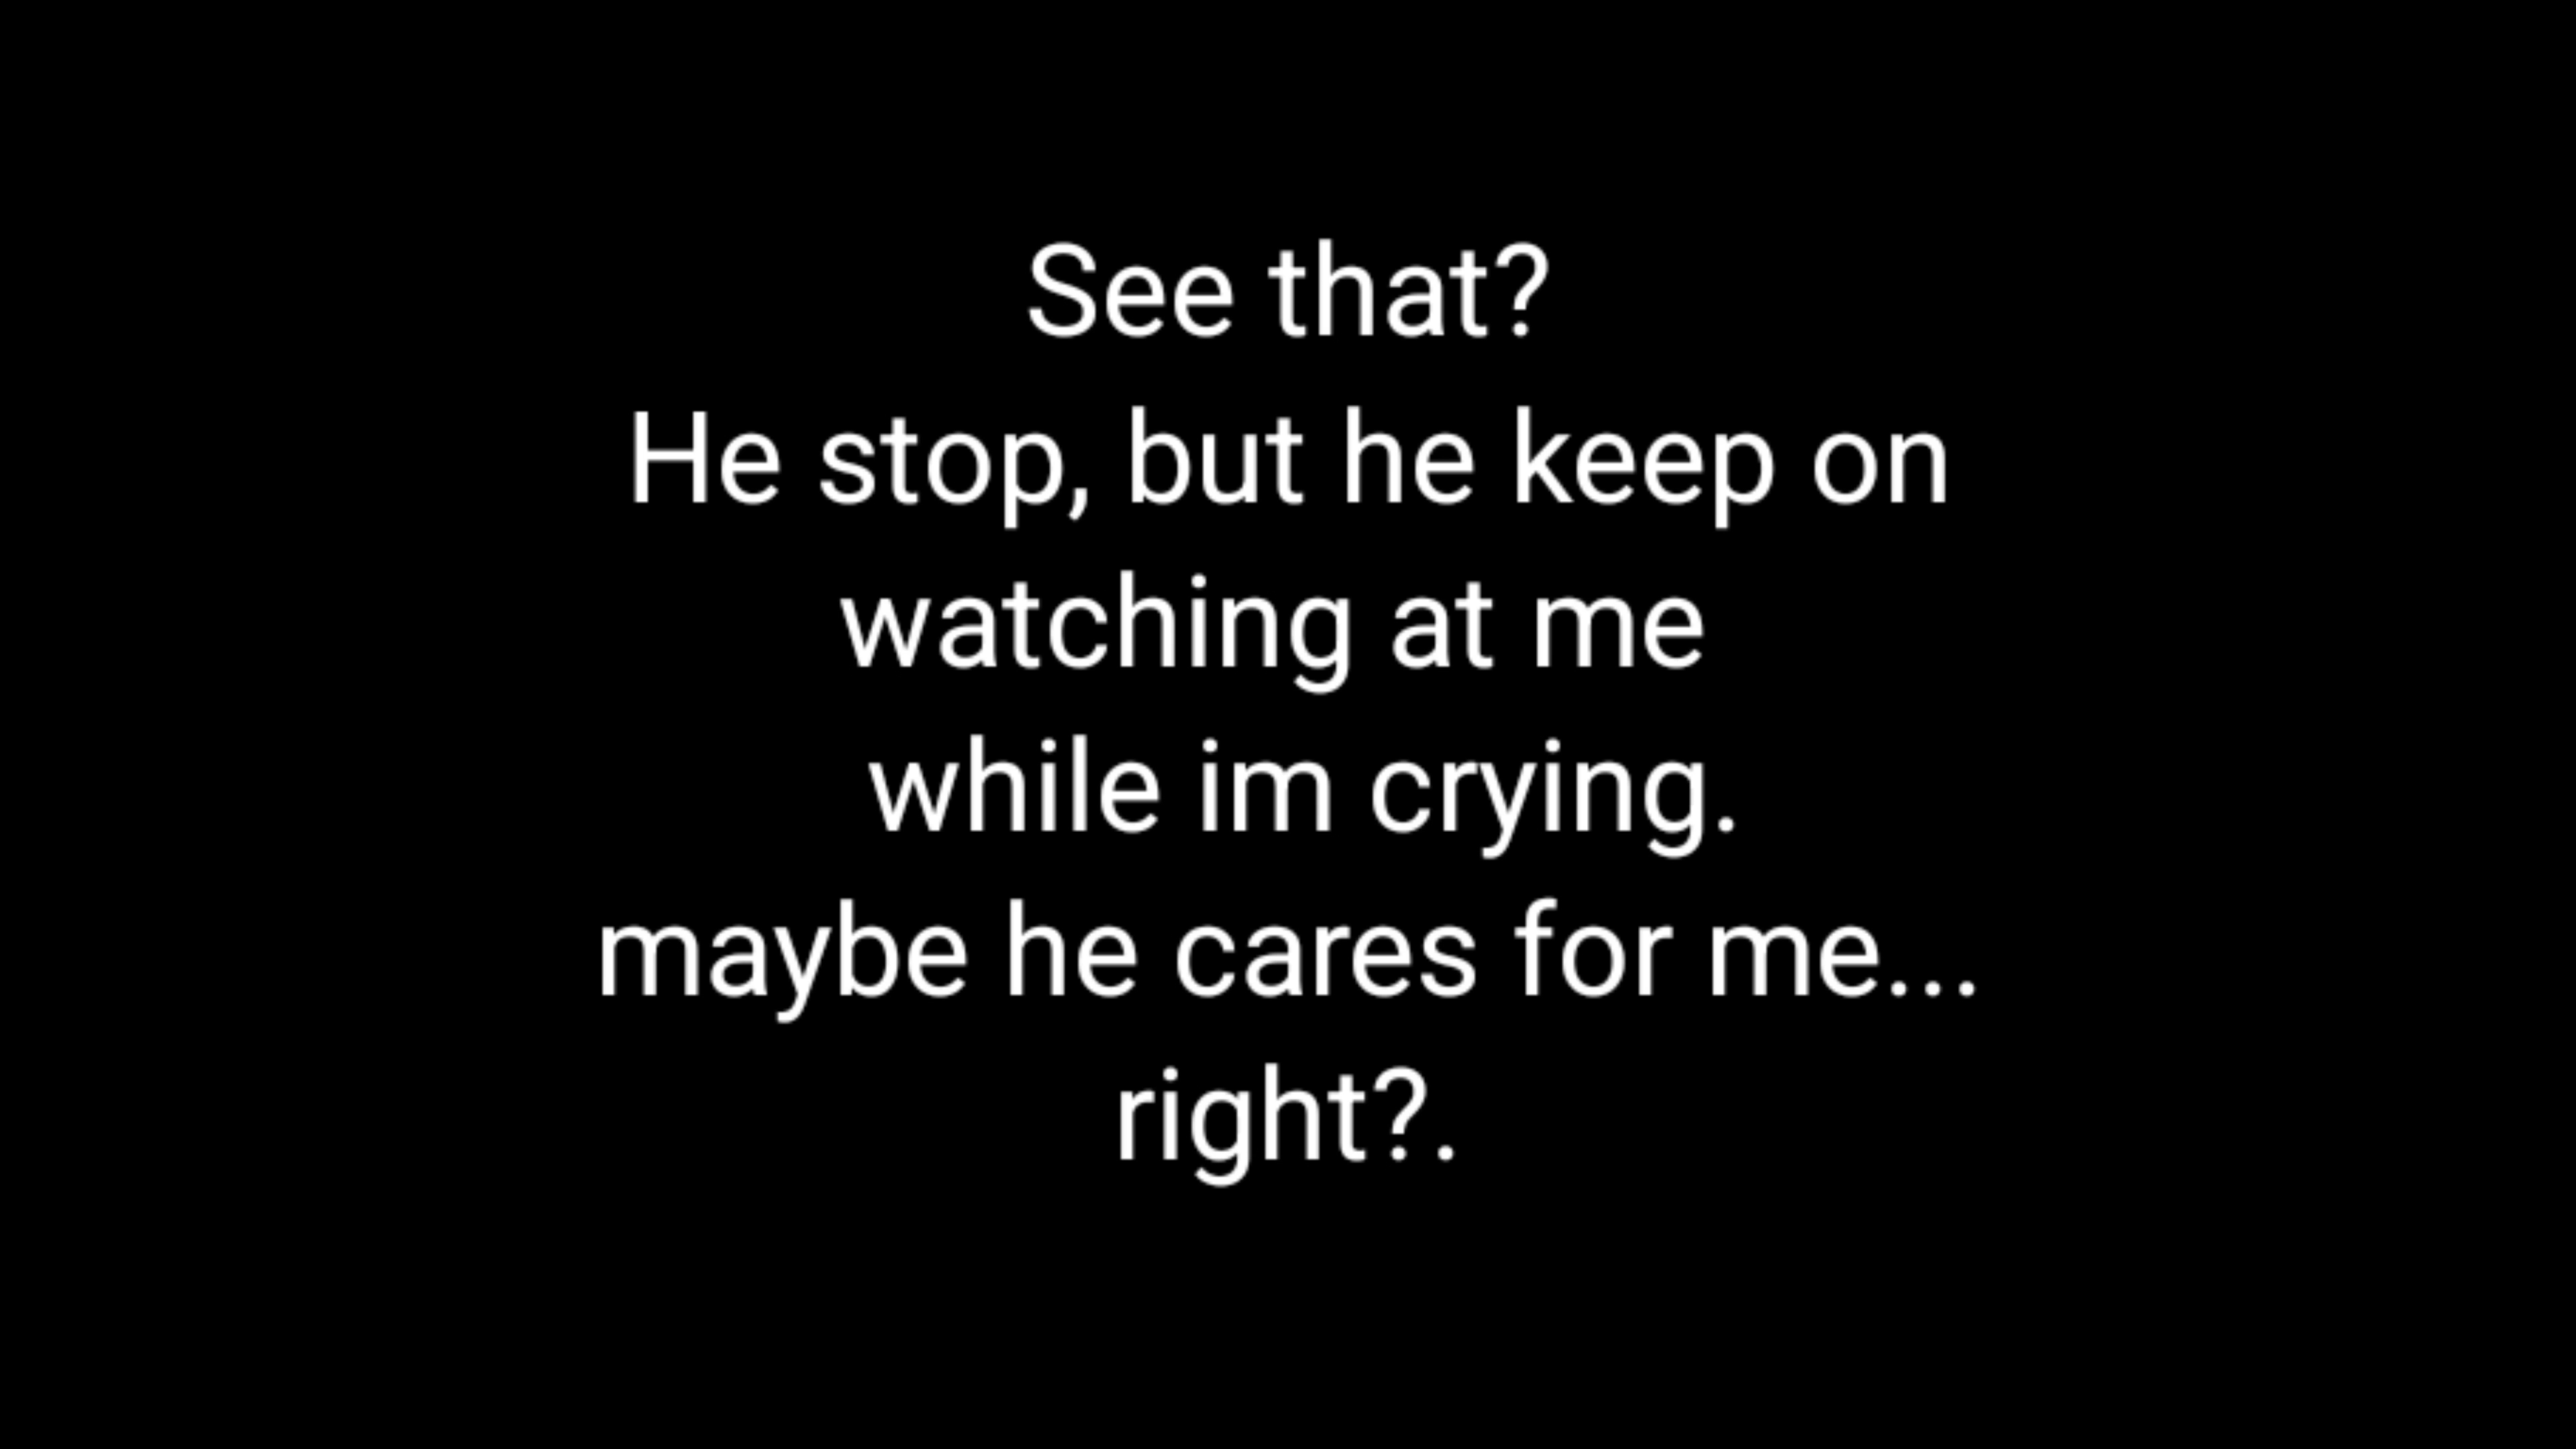 See that?
He stop, but he keep on
watching at me
while im crying.
maybe he cares for me...
right?.